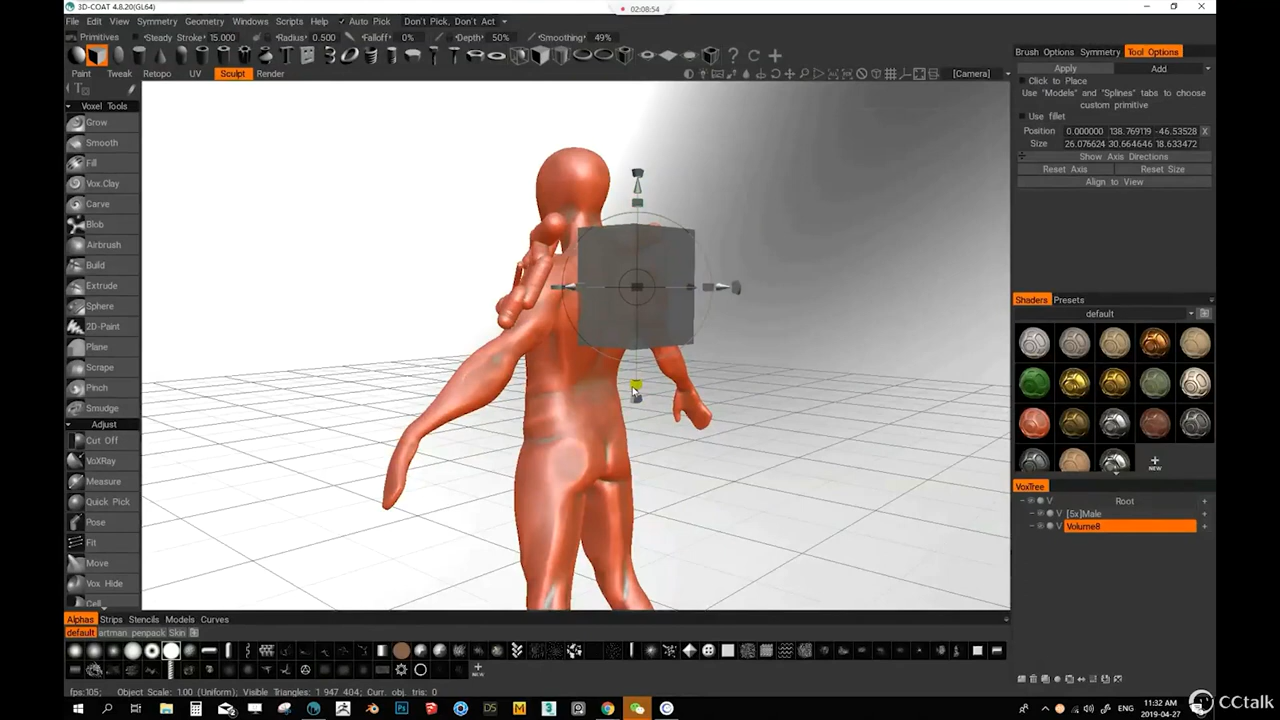 3D-COAT 4.8.20(GL64)
02:08:54
File Edit View Symmetry Geometry Windows Scripts Help Auto Pick Don't Pick, Don't Act
Primitives Steady Stroke 15.000 Radius 0.500 Falloff 0% Depth 50% Smoothing 49%
Paint Tweak Retopo UV Sculpt Render [Camera]
Voxel Tools
Grow
Smooth
Fill
Vox.Clay
Carve
Blob
Airbrush
Build
Extrude
Sphere
2D-Paint
Plane
Scrape
Pinch
Smudge
Adjust
Cut Off
VoXRay
Measure
Quick Pick
Pose
Fit
Move
Vox Hide
Cell
Brush Options Symmetry Tool Options
Apply Add
Click to Place
Use "Models" and "Splines" tabs to choose
custom primitive
Use fillet
Position 0.000000 138.769119 -46.53528 X
Size 26.076624 30.664646 18.633472
Show Axis Directions
Reset Axis Reset Size
Align to View
Shaders Presets
default
NEW
VoxTree
V Root
V [5x]Male
V Volume8
Alphas Strips Stencils Models Curves
default artman penpack Skin
NEW
fps:105; Object Scale: 1.00 (Uniform); Visible Triangles: 1 947 404; Curr. obj. tris: 0
11:32 AM
ENG
2019-04-27
CCtalk